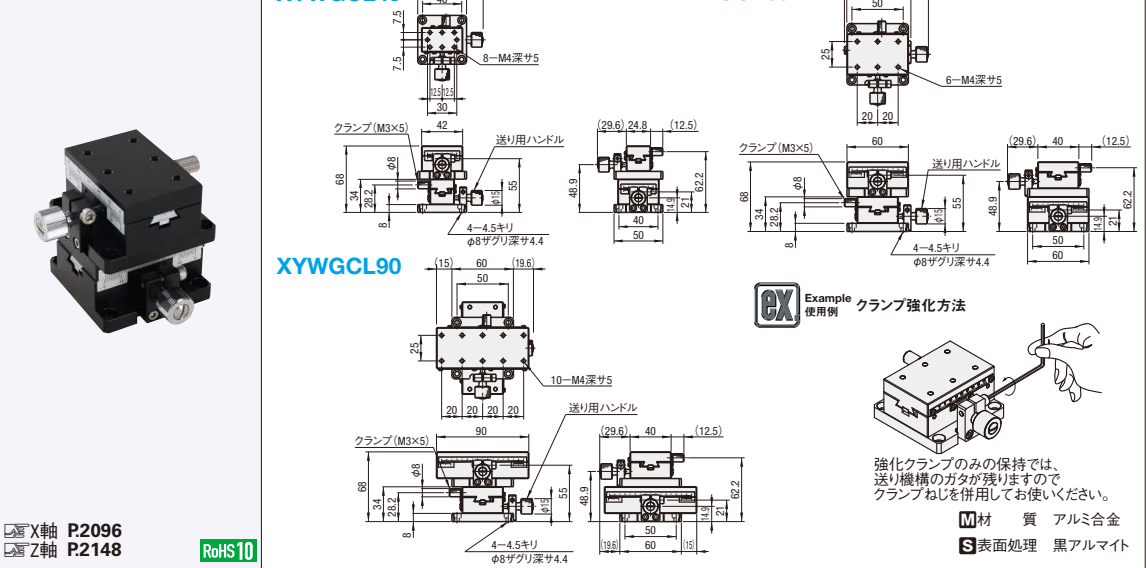 7.5
7.5
8－M4深サ5
12.5 12.5
30
50
25
6－M4深サ5
20 20
クランプ(M3×5)
42
送り用ハンドル
φ8
68
34
28.2
8
55
φ15
4－4.5キリ
φ8ザグリ深サ4.4
(29.6) 24.8 (12.5)
48.9
62.2
14.9
21
40
50
クランプ(M3×5)
60
送り用ハンドル
φ8
68
34
28.2
8
55
φ15
4－4.5キリ
φ8ザグリ深サ4.4
(29.6) 40 (12.5)
48.9
62.2
14.9
21
50
60
XYWGCL90
(15) 60 (19.6)
50
25
10－M4深サ5
20 20 20 20
クランプ(M3×5)
90
送り用ハンドル
φ8
68
34
28.2
8
55
φ15
4－4.5キリ
φ8ザグリ深サ4.4
(29.6) 40 (12.5)
48.9
62.2
14.9
21
50
(19.6) 60 (15)
ex. Example 使用例 クランプ強化方法
強化クランプのみの保持では、
送り機構のガタが残りますので
クランプねじを併用してお使いください。
M材　質 アルミ合金
S表面処理 黒アルマイト
X軸 P.2096
Z軸 P.2148
RoHS10